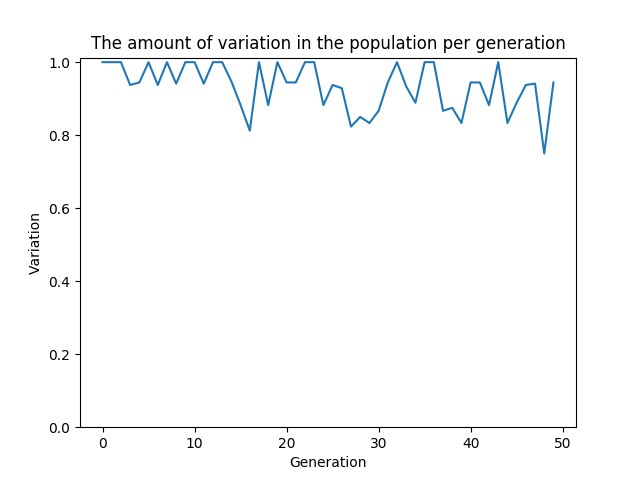 The amount of variation in the population per generation
1.0
0.8
0.6
0.4
0.2
0.0
Variation
0 10 20 30 40 50
Generation